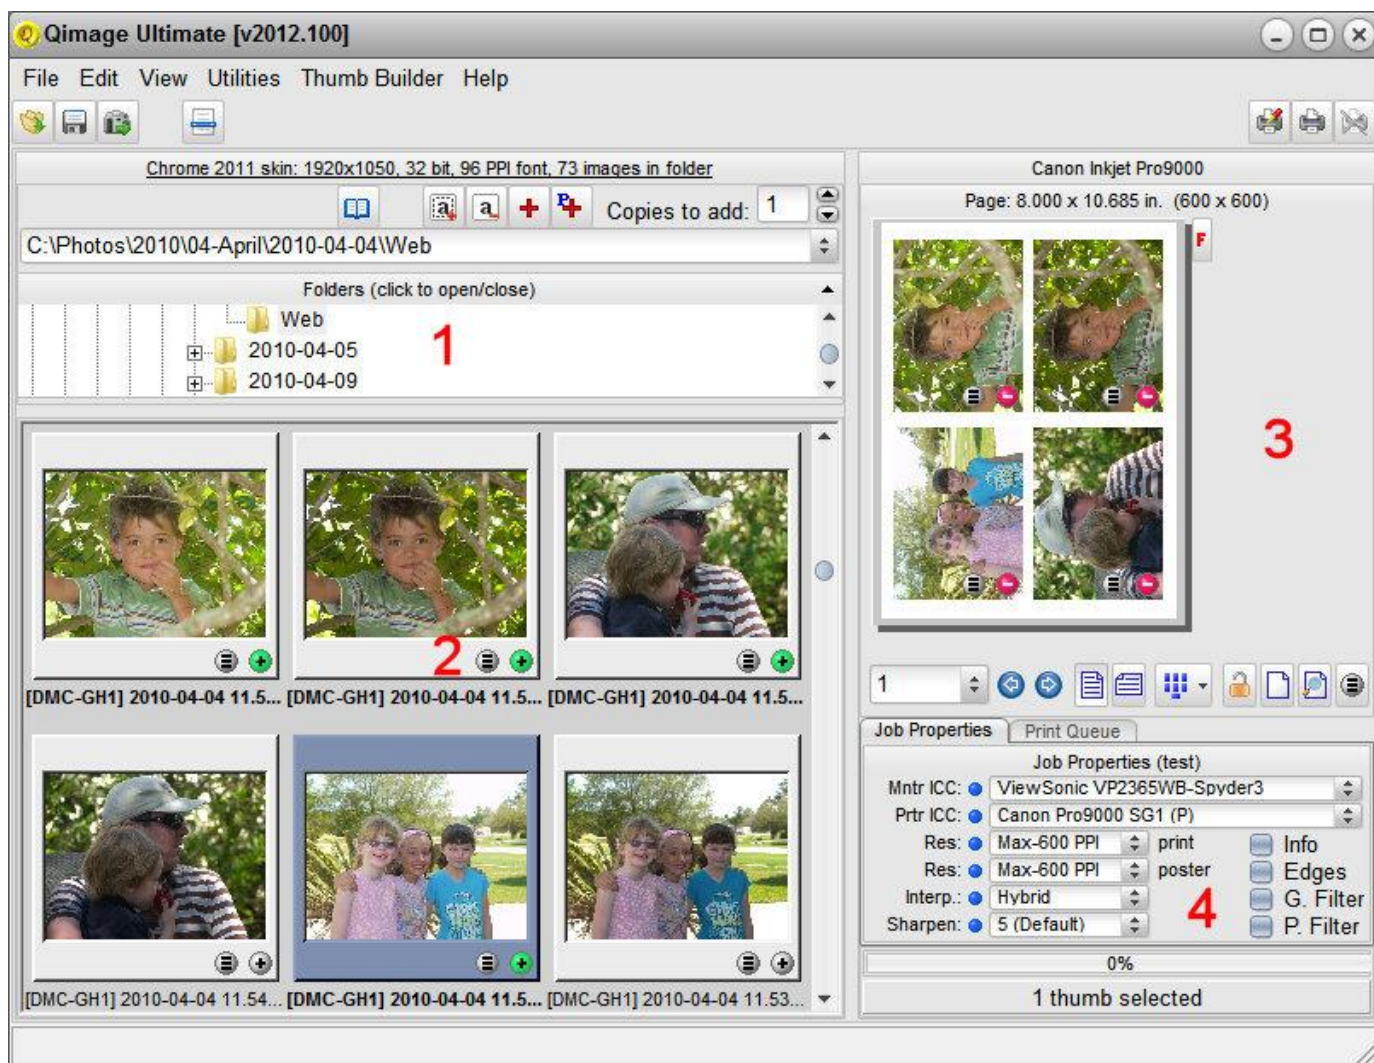 Qimage Ultimate [v2012.100]
File Edit View Utilities Thumb Builder Help
Chrome 2011 skin: 1920x1050, 32 bit, 96 PPI font, 73 images in folder
a a P Copies to add: 1
C:\Photos\2010\04-April\2010-04-04\Web
Folders (click to open/close)
Web
1
2010-04-05
2010-04-09
2
[DMC-GH1] 2010-04-04 11.5... [DMC-GH1] 2010-04-04 11.5... [DMC-GH1] 2010-04-04 11.5...
[DMC-GH1] 2010-04-04 11.54... [DMC-GH1] 2010-04-04 11.5... [DMC-GH1] 2010-04-04 11.53...
Canon Inkjet Pro9000
Page: 8.000 x 10.685 in. (600 x 600)
F
3
1
Job Properties Print Queue
Job Properties (test)
Mntr ICC: ViewSonic VP2365WB-Spyder3
Prtr ICC: Canon Pro9000 SG1 (P)
Res: Max-600 PPI print Info
Res: Max-600 PPI poster Edges
Interp.: Hybrid G. Filter
4
Sharpen: 5 (Default) P. Filter
0%
1 thumb selected